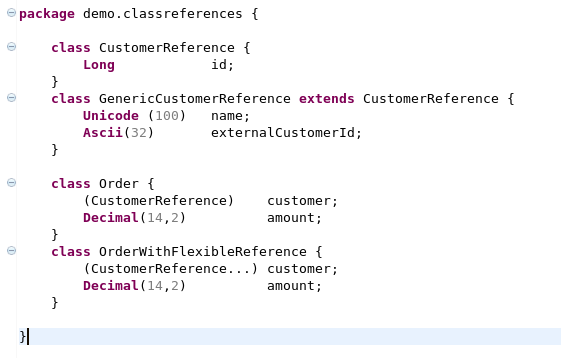 package demo.classreferences {
class CustomerReference {
Long id;
}
class GenericCustomerReference extends CustomerReference {
Unicode (100) name;
Ascii(32) externalCustomerId;
}
class Order {
(CustomerReference) customer;
Decimal(14,2) amount;
}
class OrderWithFlexibleReference {
(CustomerReference...) customer;
Decimal(14,2) amount;
}
}